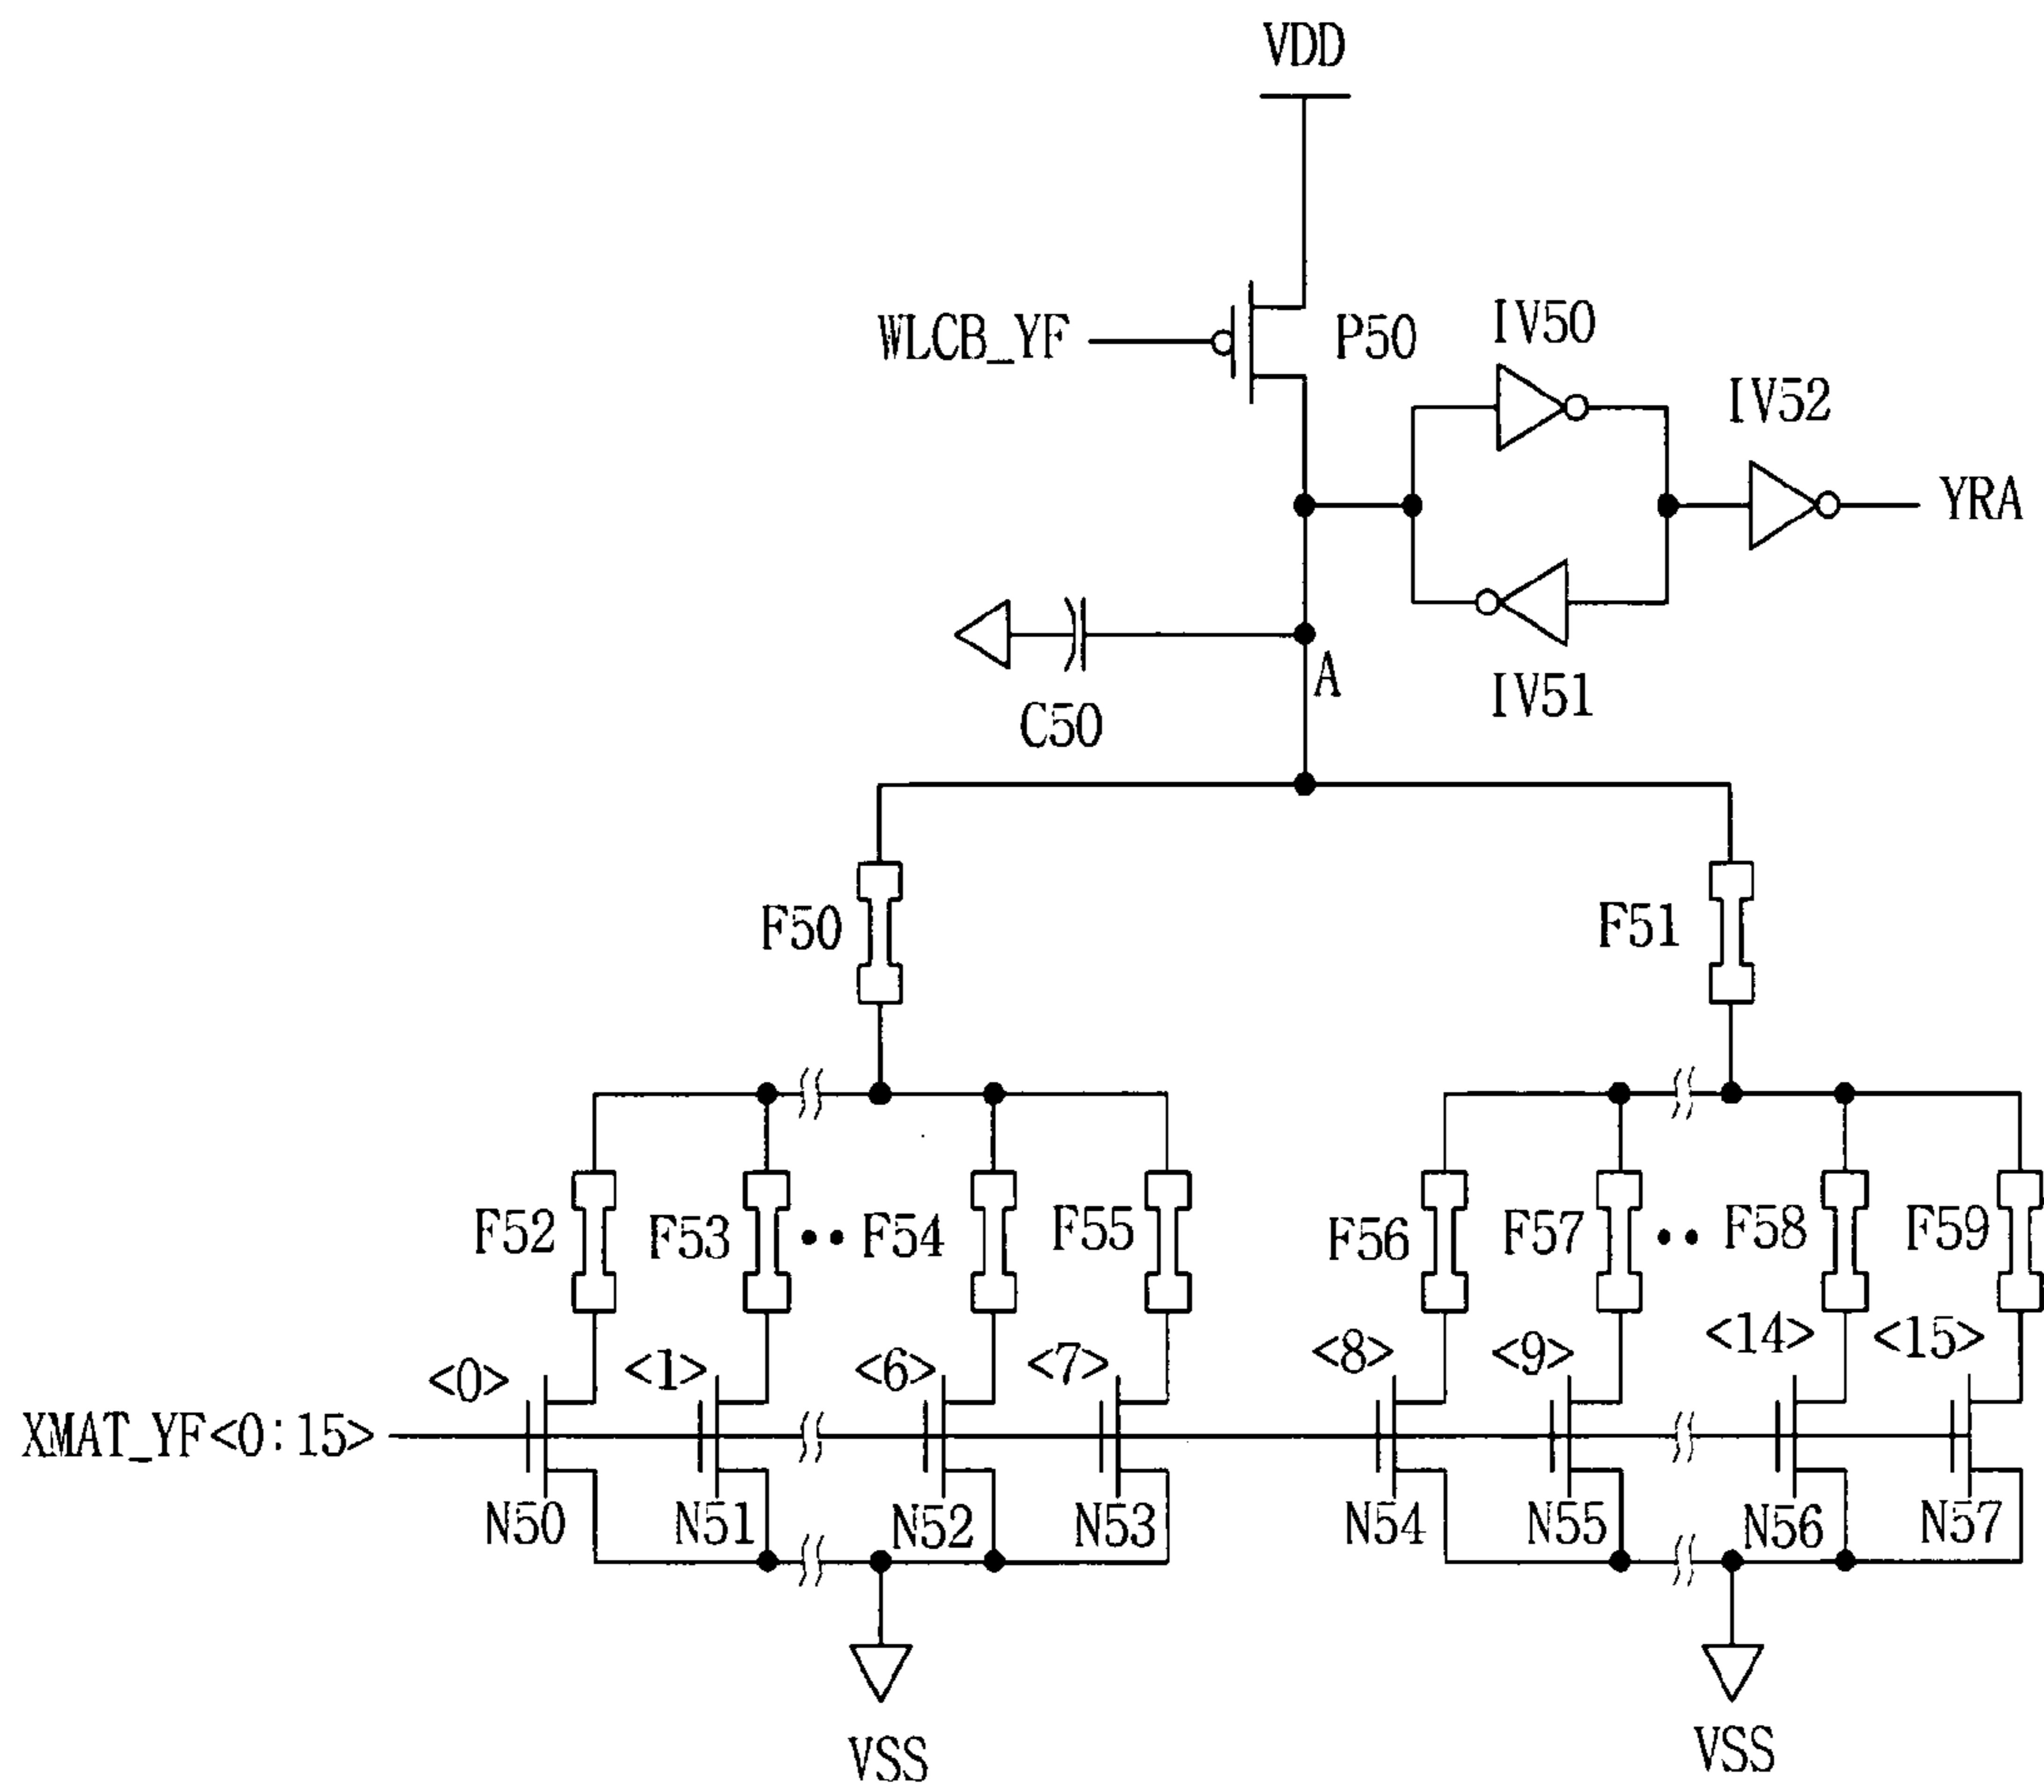 VDD
WLCB_YF
P50
IV50
IV52
YRA
A
IV51
C50
F50
F51
F52
F53
F54
F55
F56
F57
F58
F59
<0>
<1>
<6>
<7>
<8>
<9>
<14>
<15>
XMAT_YF<0:15>
N50
N51
N52
N53
N54
N55
N56
N57
VSS
VSS